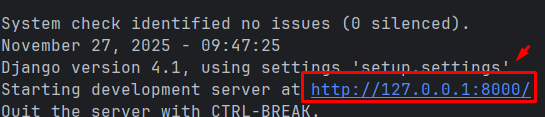 System check identified no issues (0 silenced).
November 27, 2025 - 09:47:25
Django version 4.1, using settings 'setup.settings'
Starting development server at http://127.0.0.1:8000/
Quit the server with CTRL-BREAK.